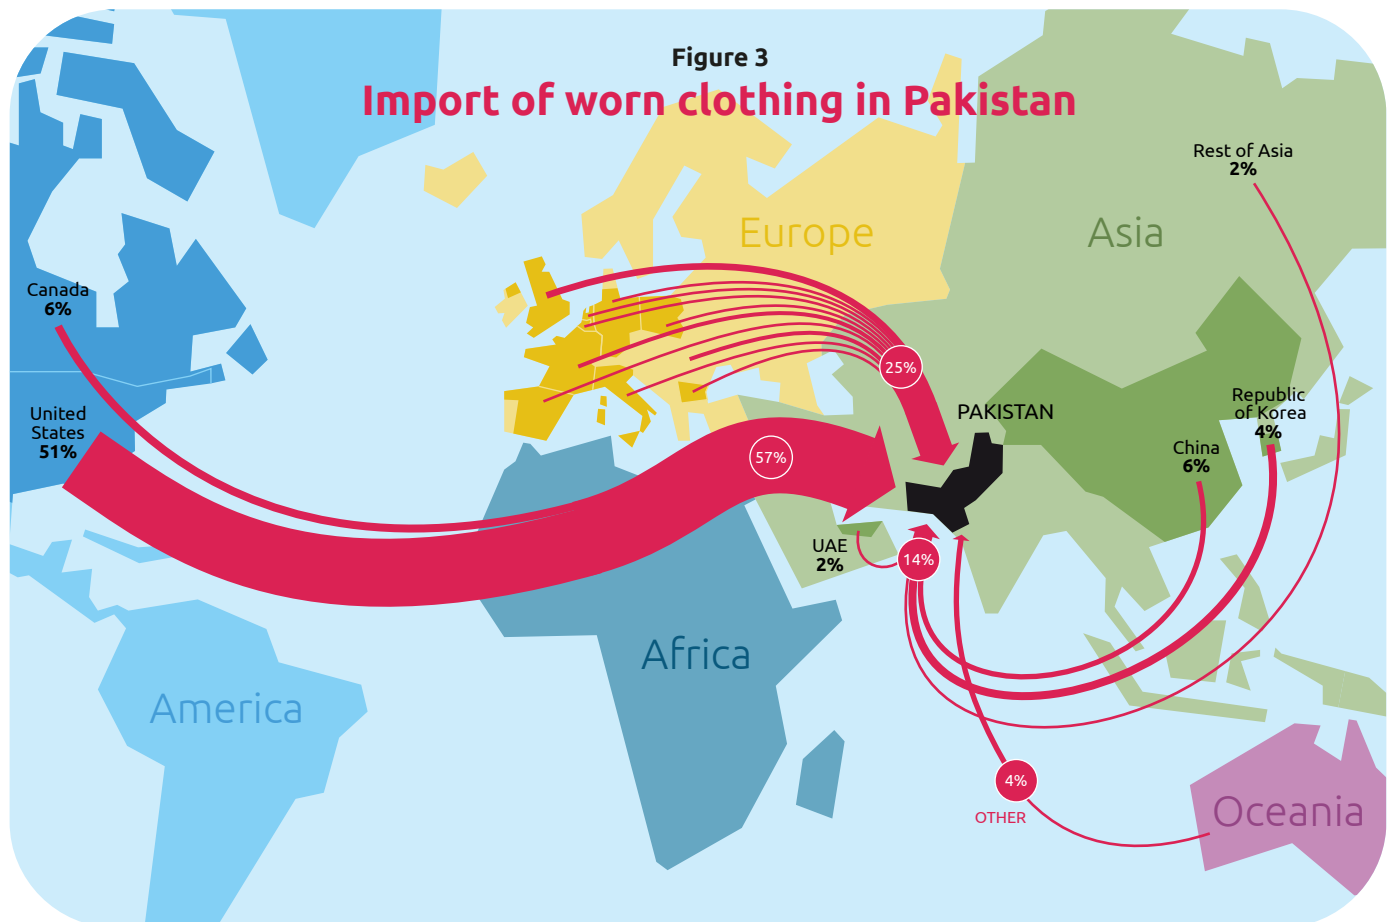 Figure 3
Import of worn clothing in Pakistan
Rest of Asia
2%
Europe
Asia
Canada
6%
25%
United
States
51%
PAKISTAN
Republic
of Korea
4%
57%
China
6%
UAE
2%
14%
Africa
America
4%
OTHER
Oceania